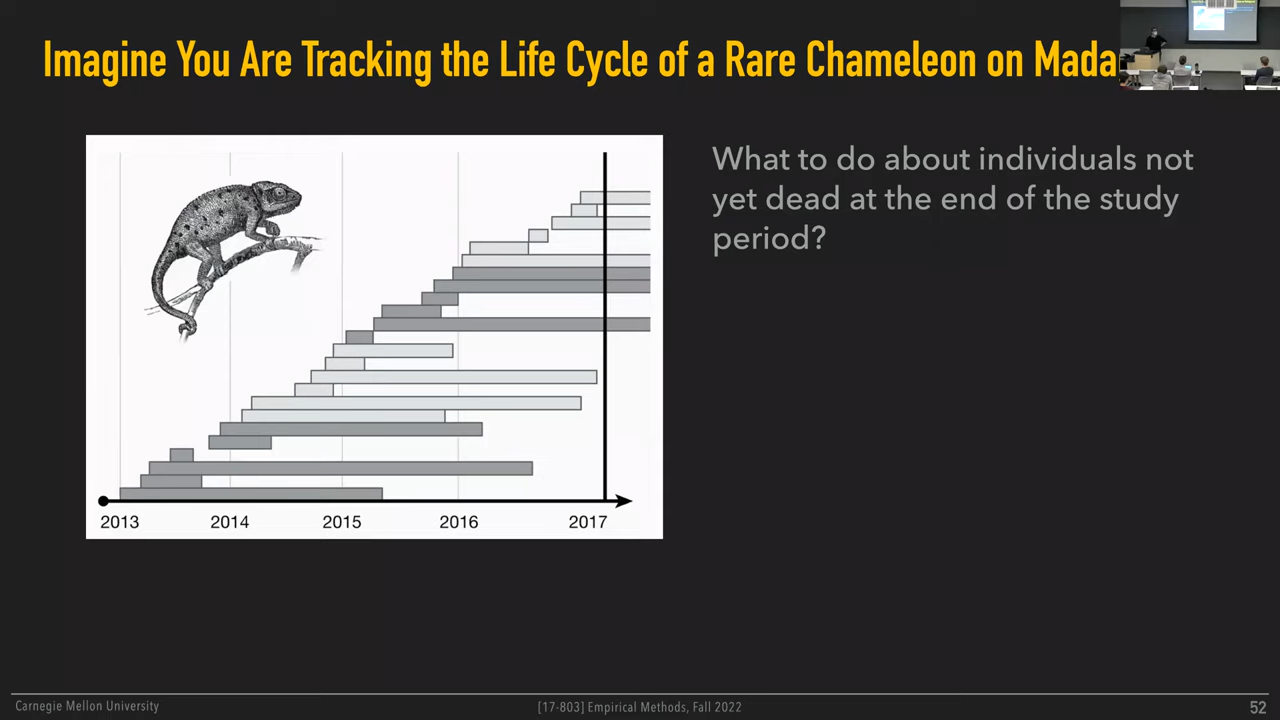 Imagine You Are Tracking the Life Cycle of a Rare Chameleon on Mada
What to do about individuals not
yet dead at the end of the study
period?
2013 2014 2015 2016 2017
Carnegie Mellon University
[17-803] Empirical Methods, Fall 2022
52